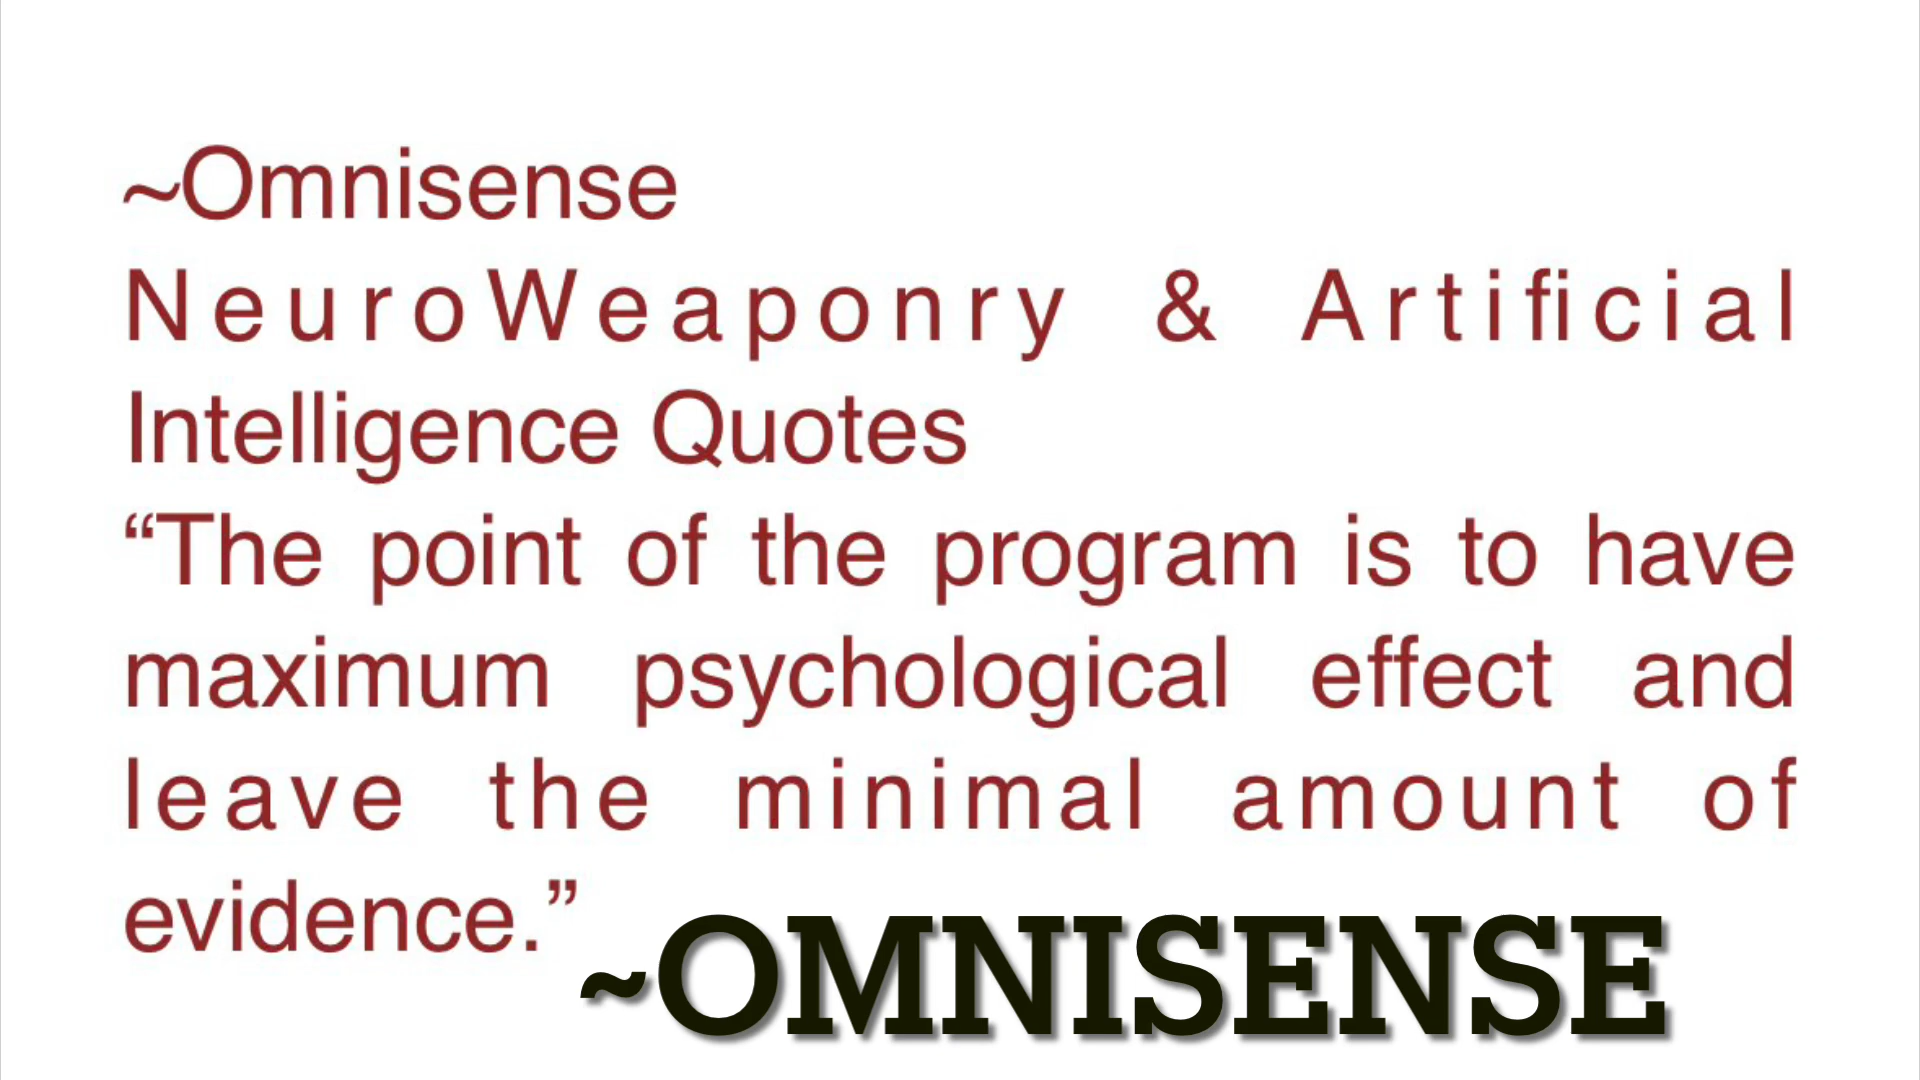 ~Omnisense
NeuroWeaponry & Artificial
Intelligence Quotes
“The point of the program is to have
maximum psychological effect and
leave the minimal amount of
evidence.”
~OMNISENSE